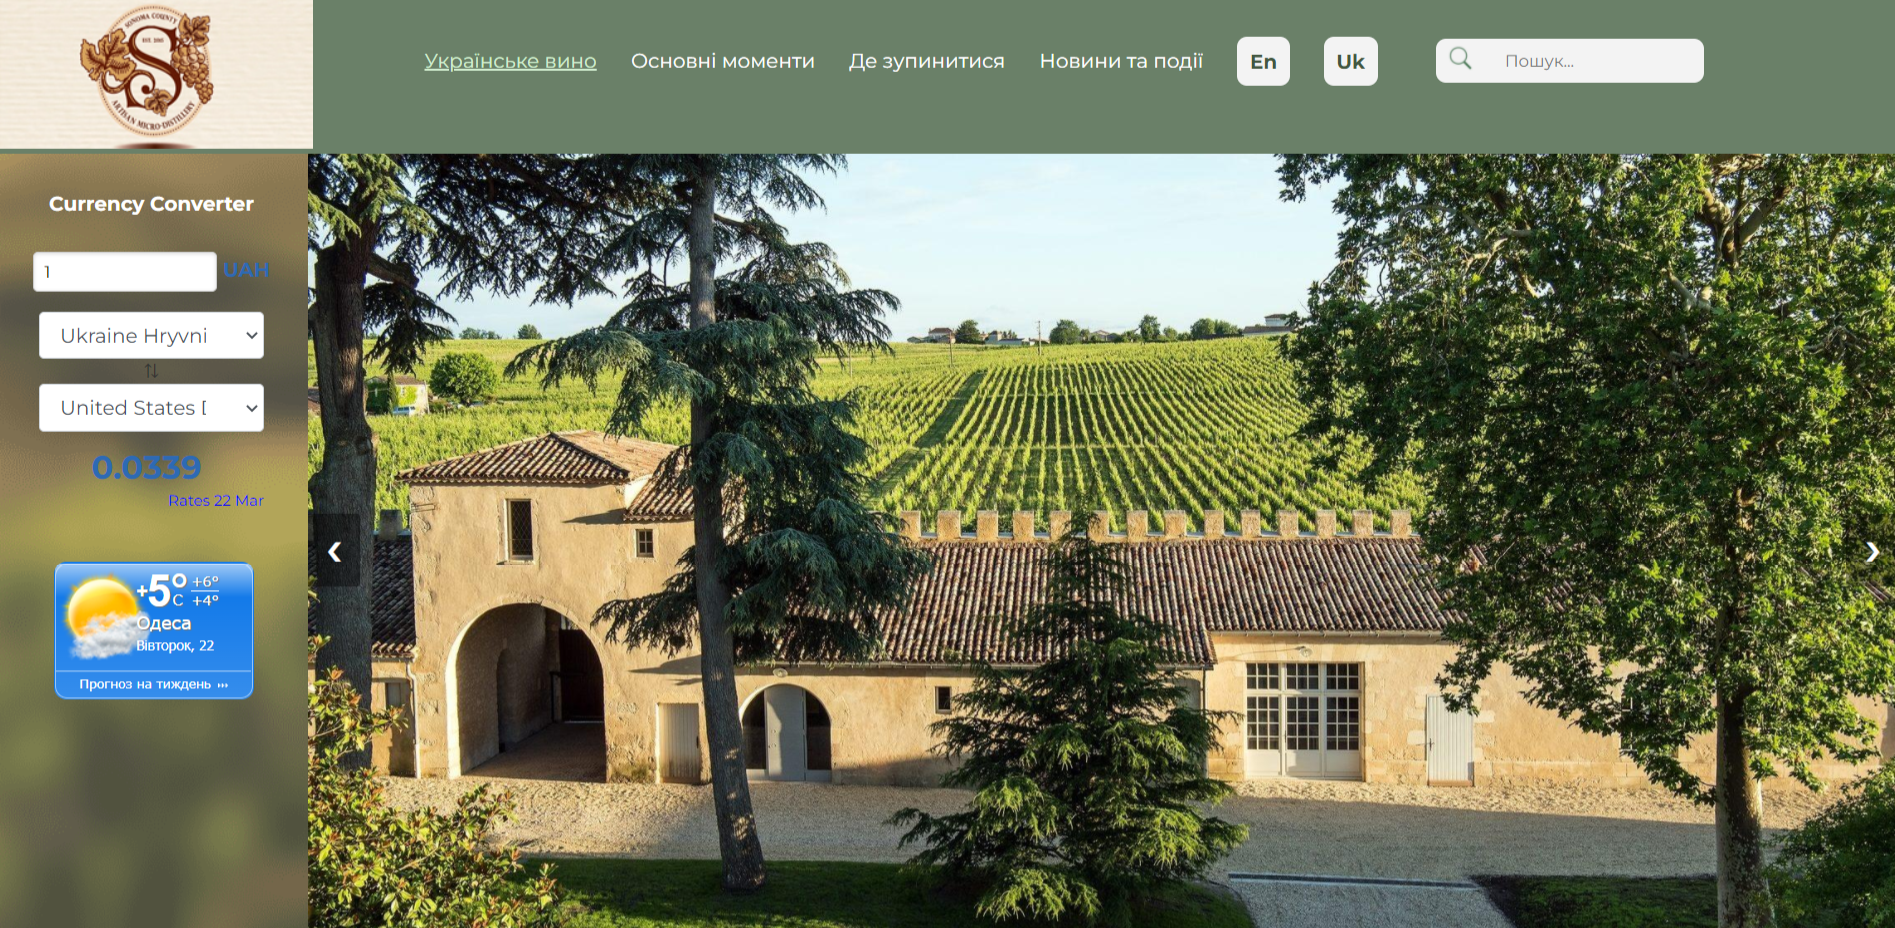 SONOMA COUNTY
EST. 2005
S
ARTISAN MICRO-DISTILLERY
Українське вино
Основні моменти
Де зупинитися
Новини та події
En
Uk
Пошук...
Currency Converter
1 UAH
Ukraine Hryvni
United States D
0.0339
Rates 22 Mar
+5° C
+6°
+4°
Одеса
Вівторок, 22
Прогноз на тиждень